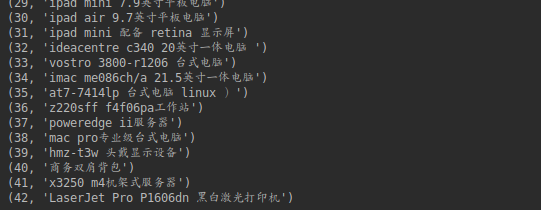 (29, 'ipad mini 7.9英寸平板电脑')
(30, 'ipad air 9.7英寸平板电脑')
(31, 'ipad mini 配备 retina 显示屏')
(32, 'ideacentre c340 20英寸一体电脑 ')
(33, 'vostro 3800-r1206 台式电脑')
(34, 'imac me086ch/a 21.5英寸一体电脑')
(35, 'at7-7414lp 台式电脑 linux ）')
(36, 'z220sff f4f06pa工作站')
(37, 'poweredge ii服务器')
(38, 'mac pro专业级台式电脑')
(39, 'hmz-t3w 头戴显示设备')
(40, '商务双肩背包')
(41, 'x3250 m4机架式服务器')
(42, 'LaserJet Pro P1606dn 黑白激光打印机')